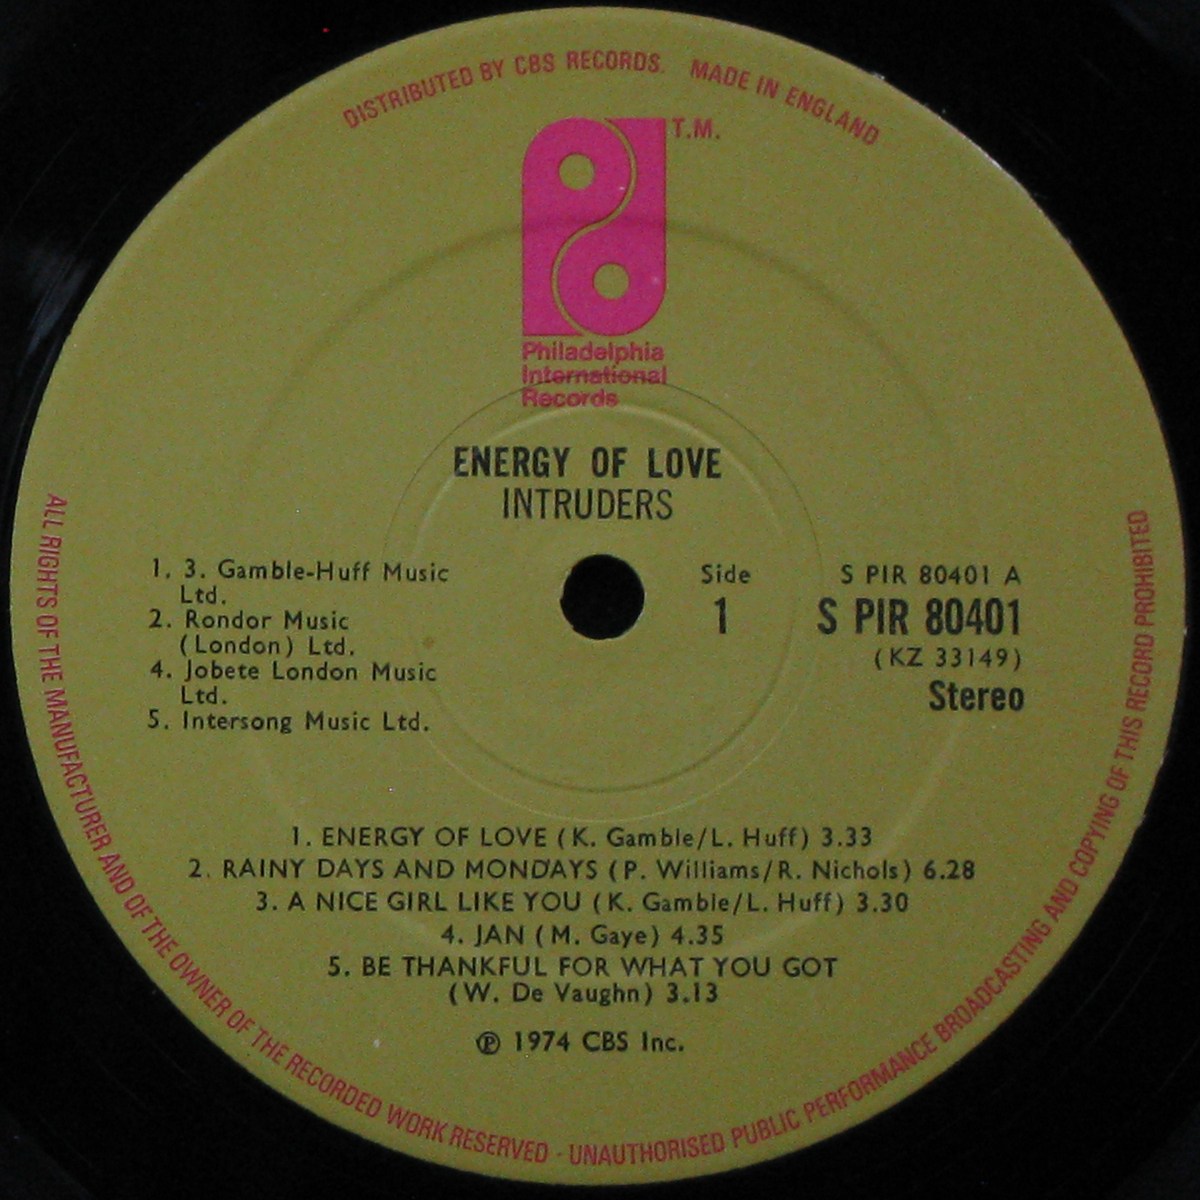 DISTRIBUTED BY CBS RECORDS. MADE IN ENGLAND
T.M.
Philadelphia
International
Records
ENERGY OF LOVE
INTRUDERS
1. 3. Gamble-Huff Music
Ltd.
2. Rondor Music
(London) Ltd.
4. Jobete London Music
Ltd.
5. Intersong Music Ltd.
Side
1
S PIR 80401 A
S PIR 80401
(KZ 33149)
Stereo
1. ENERGY OF LOVE (K. Gamble/L. Huff) 3.33
2. RAINY DAYS AND MONDAYS (P. Williams/R. Nichols) 6.28
3. A NICE GIRL LIKE YOU (K. Gamble/L. Huff) 3.30
4. JAN (M. Gaye) 4.35
5. BE THANKFUL FOR WHAT YOU GOT
(W. De Vaughn) 3.13
℗ 1974 CBS Inc.
ALL RIGHTS OF THE MANUFACTURER AND OF THE OWNER OF THE RECORDED WORK RESERVED · UNAUTHORISED PUBLIC PERFORMANCE BROADCASTING AND COPYING OF THIS RECORD PROHIBITED